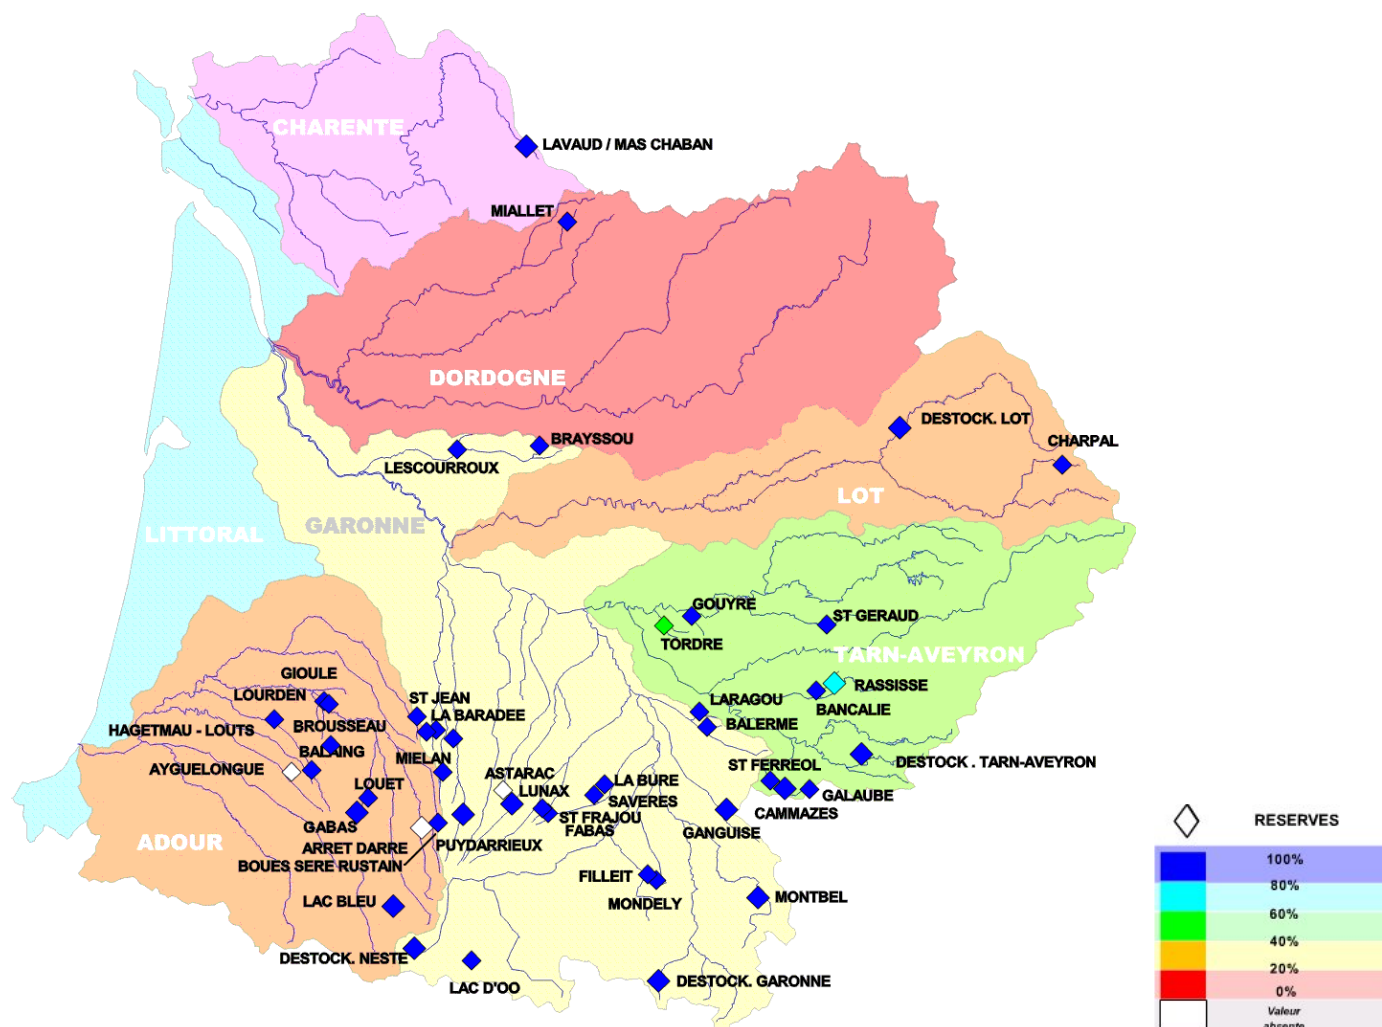 CHARENTE
LAVAUD / MAS CHABAN
MIALLET
DORDOGNE
DESTOCK. LOT
BRAYSSOU
CHARPAL
LESCOURROUX
LOT
GARONNE
LITTORAL
GOUYRE
ST GERAUD
TORDRE
TARN-AVEYRON
GIOULE
RASSISSE
LOURDEN
ST JEAN
LARAGOU
BANCALIE
LA BARADEE
BALERME
HAGETMAU - LOUTS
BROUSSEAU
BALAING
MIELAN
ST FERREOL
DESTOCK . TARN-AVEYRON
AYGUELONGUE
ASTARAC
LOUET
LUNAX
LA BURE
SAVERES
GALAUBE
CAMMAZES
GABAS
ST FRAJOU
FABAS
GANGUISE
RESERVES
ADOUR
ARRET DARRE
PUYDARRIEUX
BOUES SERE RUSTAIN
100%
FILLEIT
80%
LAC BLEU
MONDELY
MONTBEL
60%
40%
DESTOCK. NESTE
20%
LAC D'OO
DESTOCK. GARONNE
0%
Valeur
absente